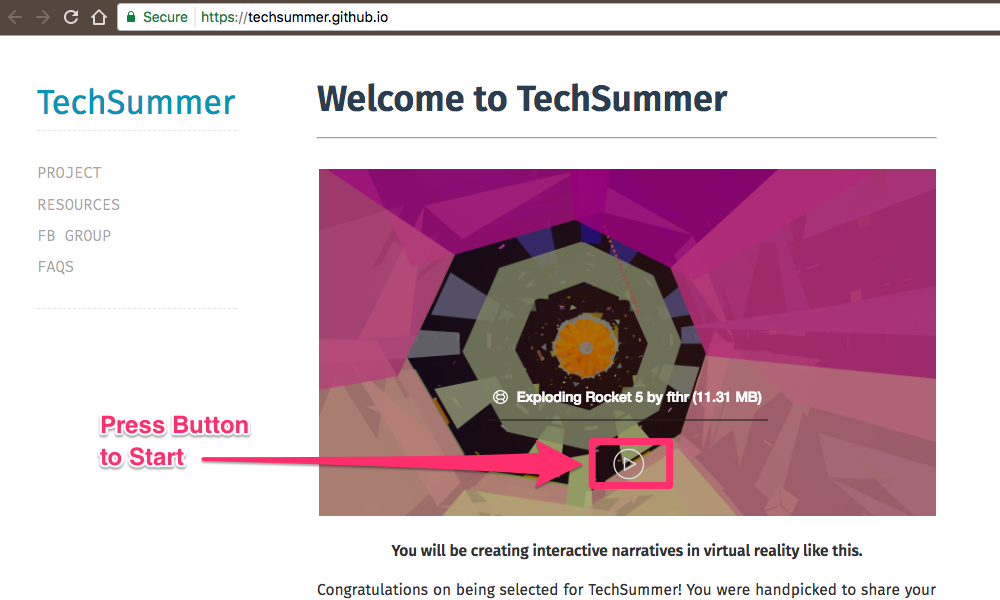 Secure
https://techsummer.github.io
TechSummer
PROJECT
RESOURCES
FB GROUP
FAQS
Welcome to TechSummer
Exploding Rocket 5 by fthr (11.31 MB)
Press Button
to Start
You will be creating interactive narratives in virtual reality like this.
Congratulations on being selected for TechSummer! You were handpicked to share your